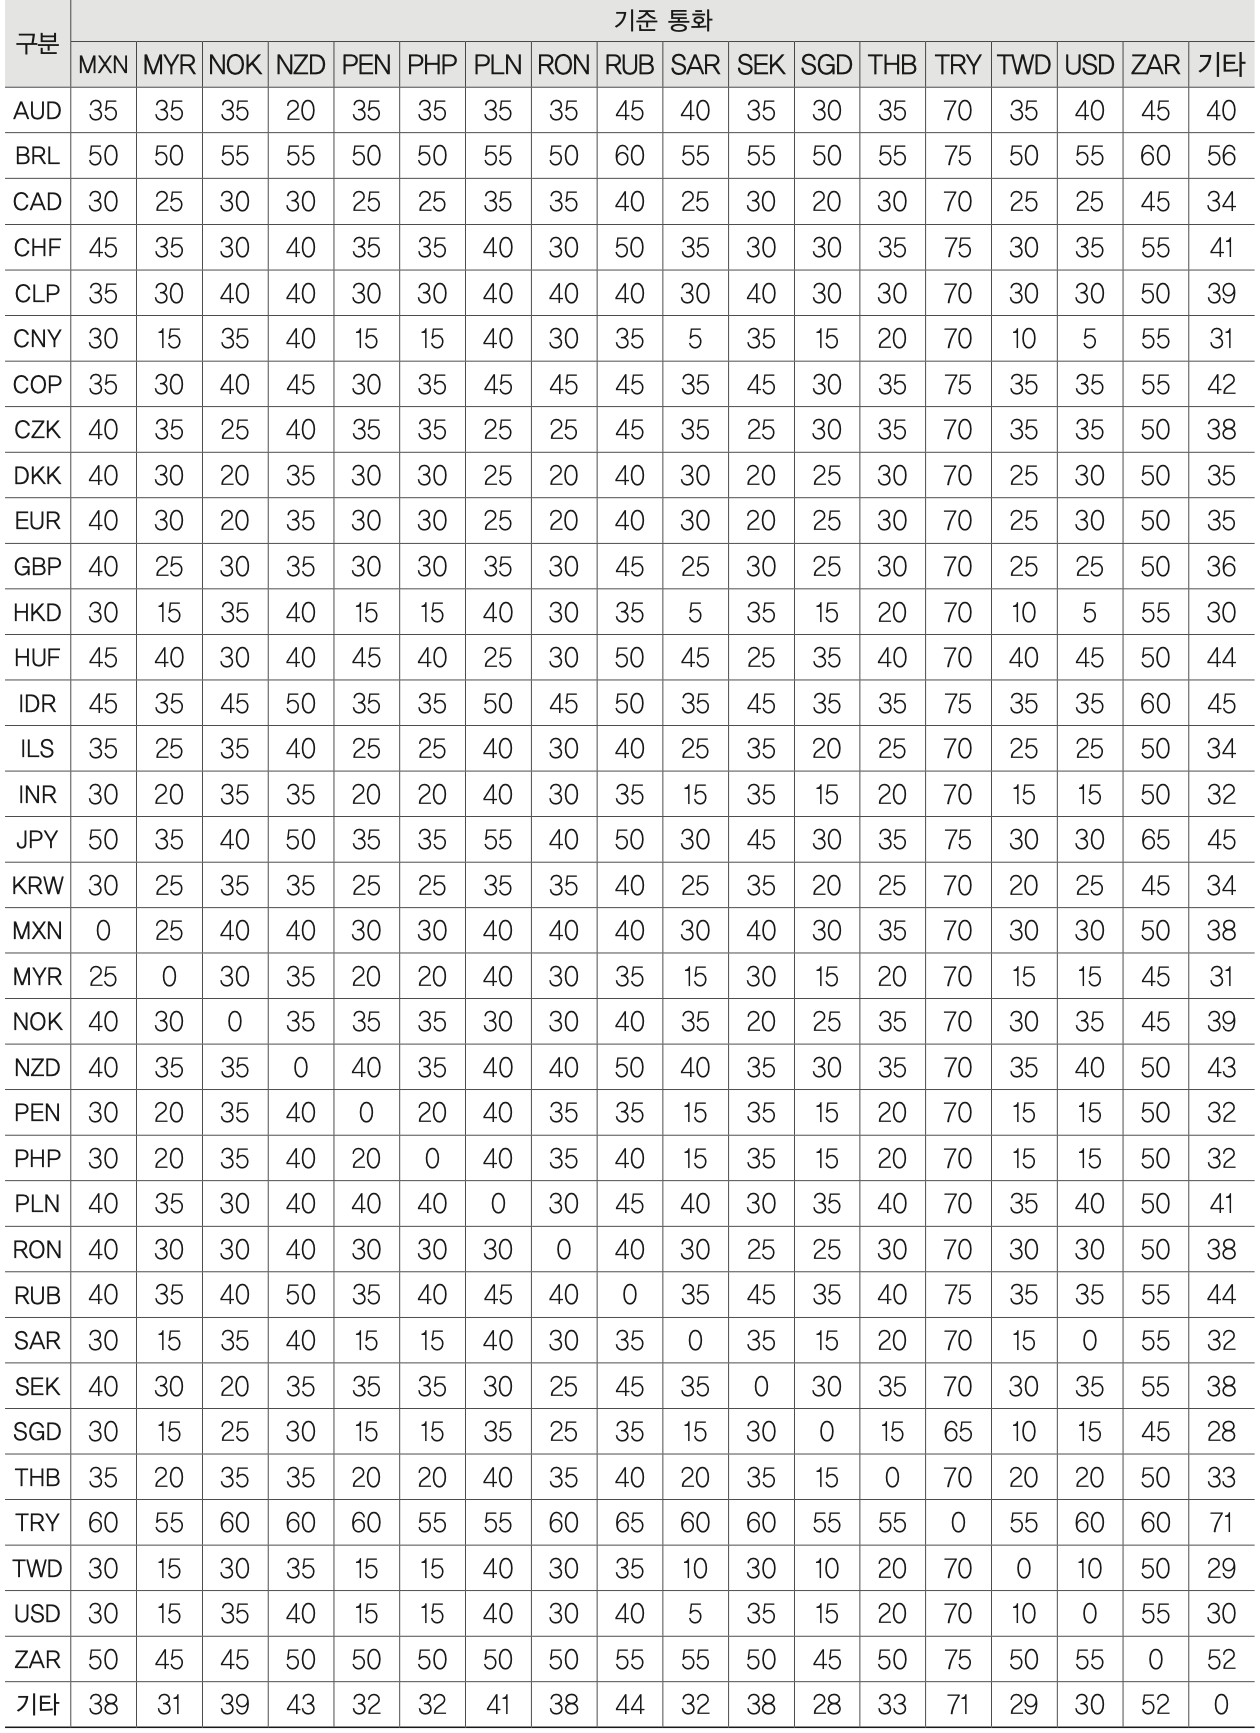 구분 기준 통화
MXN MYR NOK NZD PEN PHP PLN RON RUB SAR SEK SGD THB TRY TWD USD ZAR 기타
AUD 35 35 35 20 35 35 35 35 45 40 35 30 35 70 35 40 45 40
BRL 50 50 55 55 50 50 55 50 60 55 55 50 55 75 50 55 60 56
CAD 30 25 30 30 25 25 35 35 40 25 30 20 30 70 25 25 45 34
CHF 45 35 30 40 35 35 40 30 50 35 30 30 35 75 30 35 55 41
CLP 35 30 40 40 30 30 40 40 40 30 40 30 30 70 30 30 50 39
CNY 30 15 35 40 15 15 40 30 35 5 35 15 20 70 10 5 55 31
COP 35 30 40 45 30 35 45 45 45 35 45 30 35 75 35 35 55 42
CZK 40 35 25 40 35 35 25 25 45 35 25 30 35 70 35 35 50 38
DKK 40 30 20 35 30 30 25 20 40 30 20 25 30 70 25 30 50 35
EUR 40 30 20 35 30 30 25 20 40 30 20 25 30 70 25 30 50 35
GBP 40 25 30 35 30 30 35 30 45 25 30 25 30 70 25 25 50 36
HKD 30 15 35 40 15 15 40 30 35 5 35 15 20 70 10 5 55 30
HUF 45 40 30 40 45 40 25 30 50 45 25 35 40 70 40 45 50 44
IDR 45 35 45 50 35 35 50 45 50 35 45 35 35 75 35 35 60 45
ILS 35 25 35 40 25 25 40 30 40 25 35 20 25 70 25 25 50 34
INR 30 20 35 35 20 20 40 30 35 15 35 15 20 70 15 15 50 32
JPY 50 35 40 50 35 35 55 40 50 30 45 30 35 75 30 30 65 45
KRW 30 25 35 35 25 25 35 35 40 25 35 20 25 70 20 25 45 34
MXN 0 25 40 40 30 30 40 40 40 30 40 30 35 70 30 30 50 38
MYR 25 0 30 35 20 20 40 30 35 15 30 15 20 70 15 15 45 31
NOK 40 30 0 35 35 35 30 30 40 35 20 25 35 70 30 35 45 39
NZD 40 35 35 0 40 35 40 40 50 40 35 30 35 70 35 40 50 43
PEN 30 20 35 40 0 20 40 35 35 15 35 15 20 70 15 15 50 32
PHP 30 20 35 40 20 0 40 35 40 15 35 15 20 70 15 15 50 32
PLN 40 35 30 40 40 40 0 30 45 40 30 35 40 70 35 40 50 41
RON 40 30 30 40 30 30 30 0 40 30 25 25 30 70 30 30 50 38
RUB 40 35 40 50 35 40 45 40 0 35 45 35 40 75 35 35 55 44
SAR 30 15 35 40 15 15 40 30 35 0 35 15 20 70 15 0 55 32
SEK 40 30 20 35 35 35 30 25 45 35 0 30 35 70 30 35 55 38
SGD 30 15 25 30 15 15 35 25 35 15 30 0 15 65 10 15 45 28
THB 35 20 35 35 20 20 40 35 40 20 35 15 0 70 20 20 50 33
TRY 60 55 60 60 60 55 55 60 65 60 60 55 55 0 55 60 60 71
TWD 30 15 30 35 15 15 40 30 35 10 30 10 20 70 0 10 50 29
USD 30 15 35 40 15 15 40 30 40 5 35 15 20 70 10 0 55 30
ZAR 50 45 45 50 50 50 50 50 55 55 50 45 50 75 50 55 0 52
기타 38 31 39 43 32 32 41 38 44 32 38 28 33 71 29 30 52 0